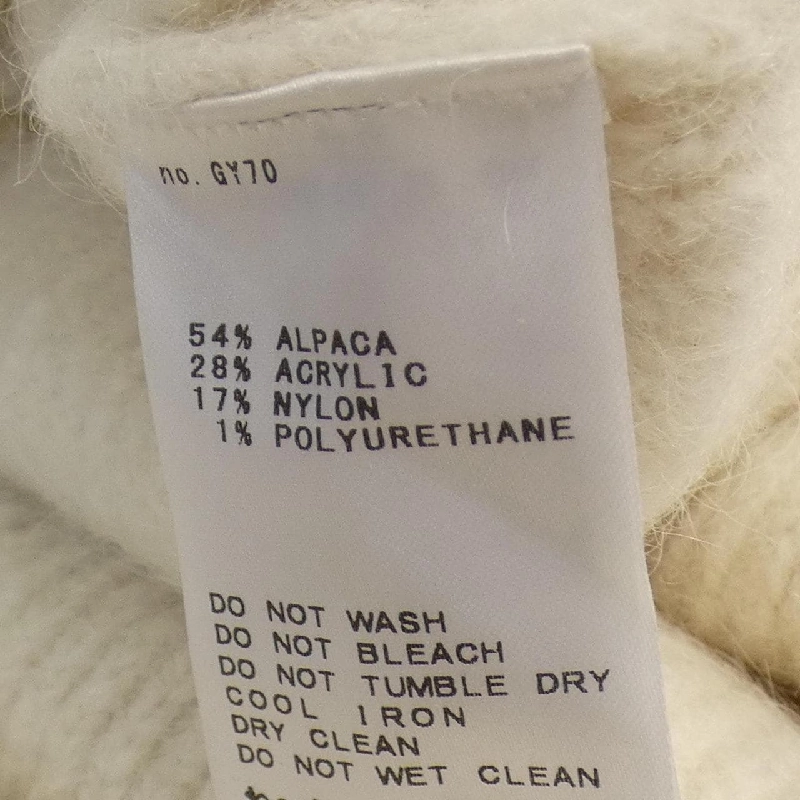 no. GY70
54% ALPACA
28% ACRYLIC
17% NYLON
1% POLYURETHANE
DO NOT WASH
DO NOT BLEACH
DO NOT TUMBLE DRY
COOL IRON
DRY CLEAN
DO NOT WET CLEAN